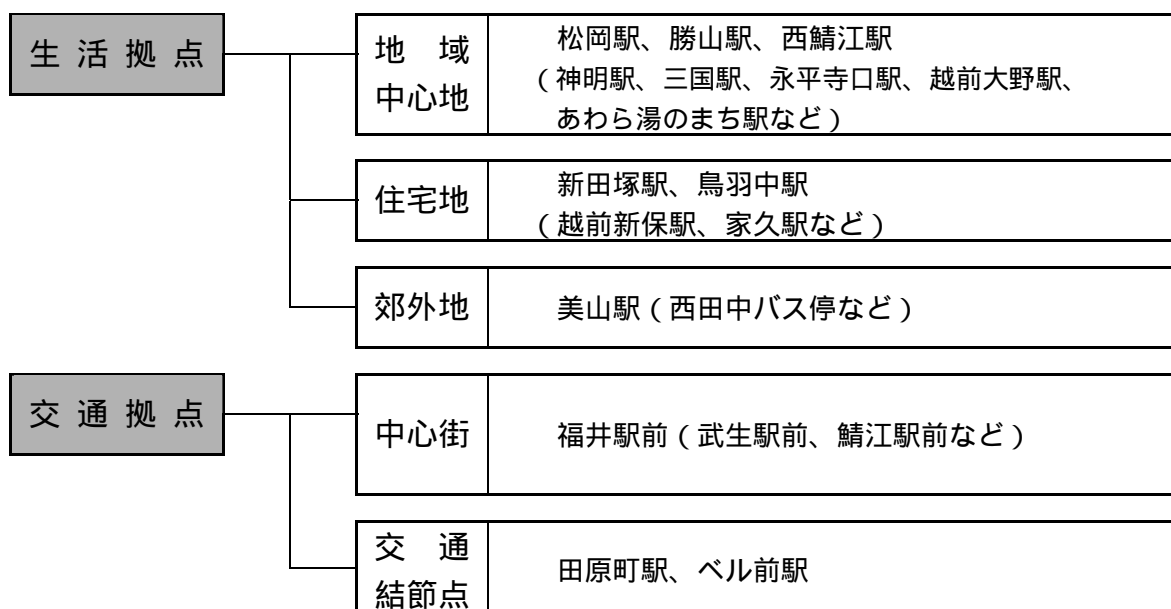 生活拠点
地域
中心地
松岡駅、勝山駅、西鯖江駅
(神明駅、三国駅、永平寺口駅、越前大野駅、
あわら湯のまち駅など)
住宅地
新田塚駅、鳥羽中駅
(越前新保駅、家久駅など)
郊外地
美山駅(西田中バス停など)
交通拠点
中心街
福井駅前(武生駅前、鯖江駅前など)
交通
結節点
田原町駅、ベル前駅